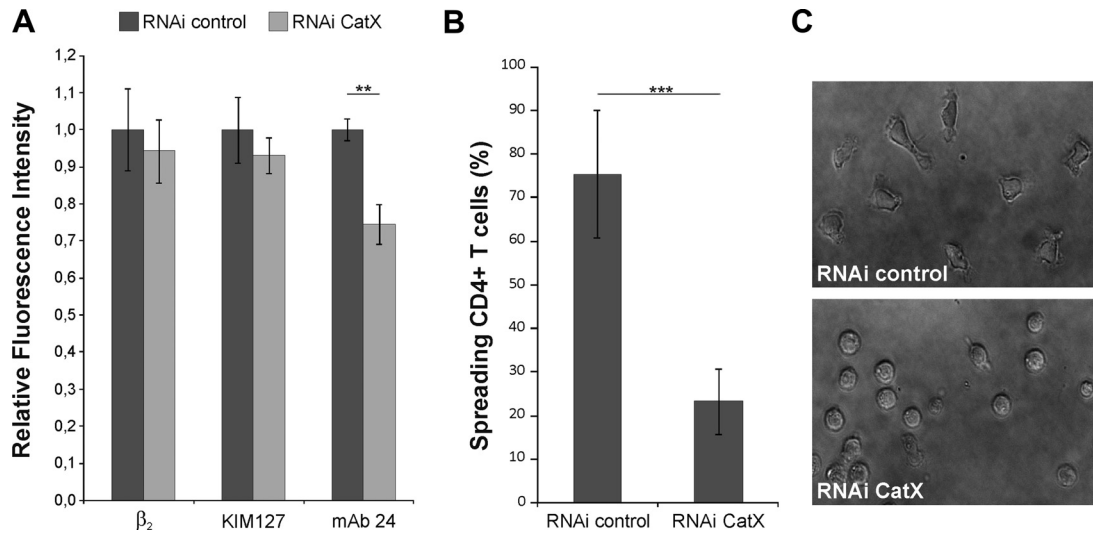 A
RNAi control
RNAi CatX
Relative Fluorescence Intensity
1,2
1,1
1,0
0,9
0,8
0,7
0,6
0,5
0,4
0,3
0,2
0,1
0,0
**
β₂
KIM127
mAb 24
B
Spreading CD4+ T cells (%)
100
90
80
70
60
50
40
30
20
10
0
***
RNAi control
RNAi CatX
C
RNAi control
RNAi CatX